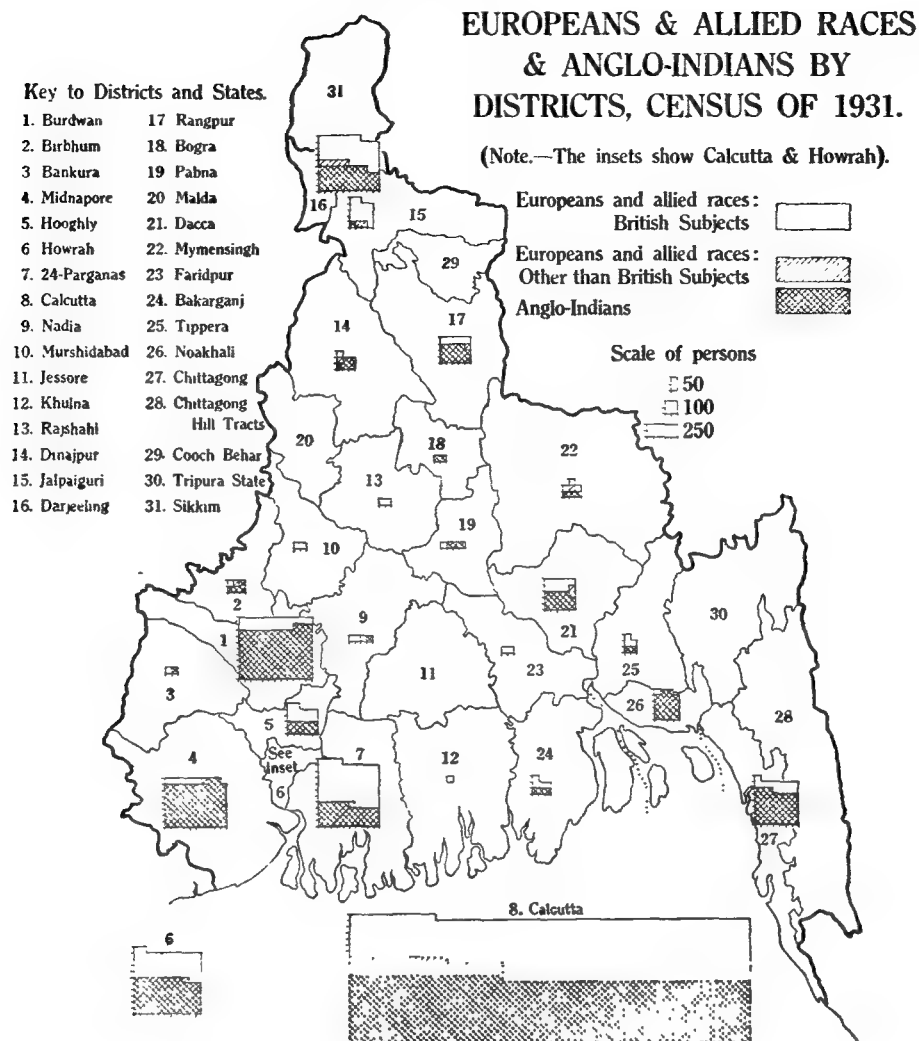 EUROPEANS & ALLIED RACES
& ANGLO-INDIANS BY
DISTRICTS, CENSUS OF 1931.
(Note.—The insets show Calcutta & Howrah).
Key to Districts and States.
1. Burdwan
2. Birbhum
3 Bankura
4. Midnapore
5. Hooghly
6 Howrah
7. 24-Parganas
8. Calcutta
9. Nadia
10. Murshidabad
11. Jessore
12. Khulna
13. Rajshahi
14. Dinajpur
15. Jalpaiguri
16. Darjeeling
17 Rangpur
18. Bogra
19 Pabna
20 Malda
21. Dacca
22. Mymensingh
23 Faridpur
24. Bakarganj
25. Tippera
26. Noakhali
27. Chittagong
28. Chittagong
Hill Tracts
29. Cooch Behar
30. Tripura State
31. Sikkim
Europeans and allied races:
British Subjects
Europeans and allied races:
Other than British Subjects
Anglo-Indians
Scale of persons
50
100
250
31
16
15
29
14
17
20
18
22
13
19
10
2
1
9
21
30
3
11
23
25
5
26
28
4
See
Inset
6
7
12
24
27
6
8. Calcutta